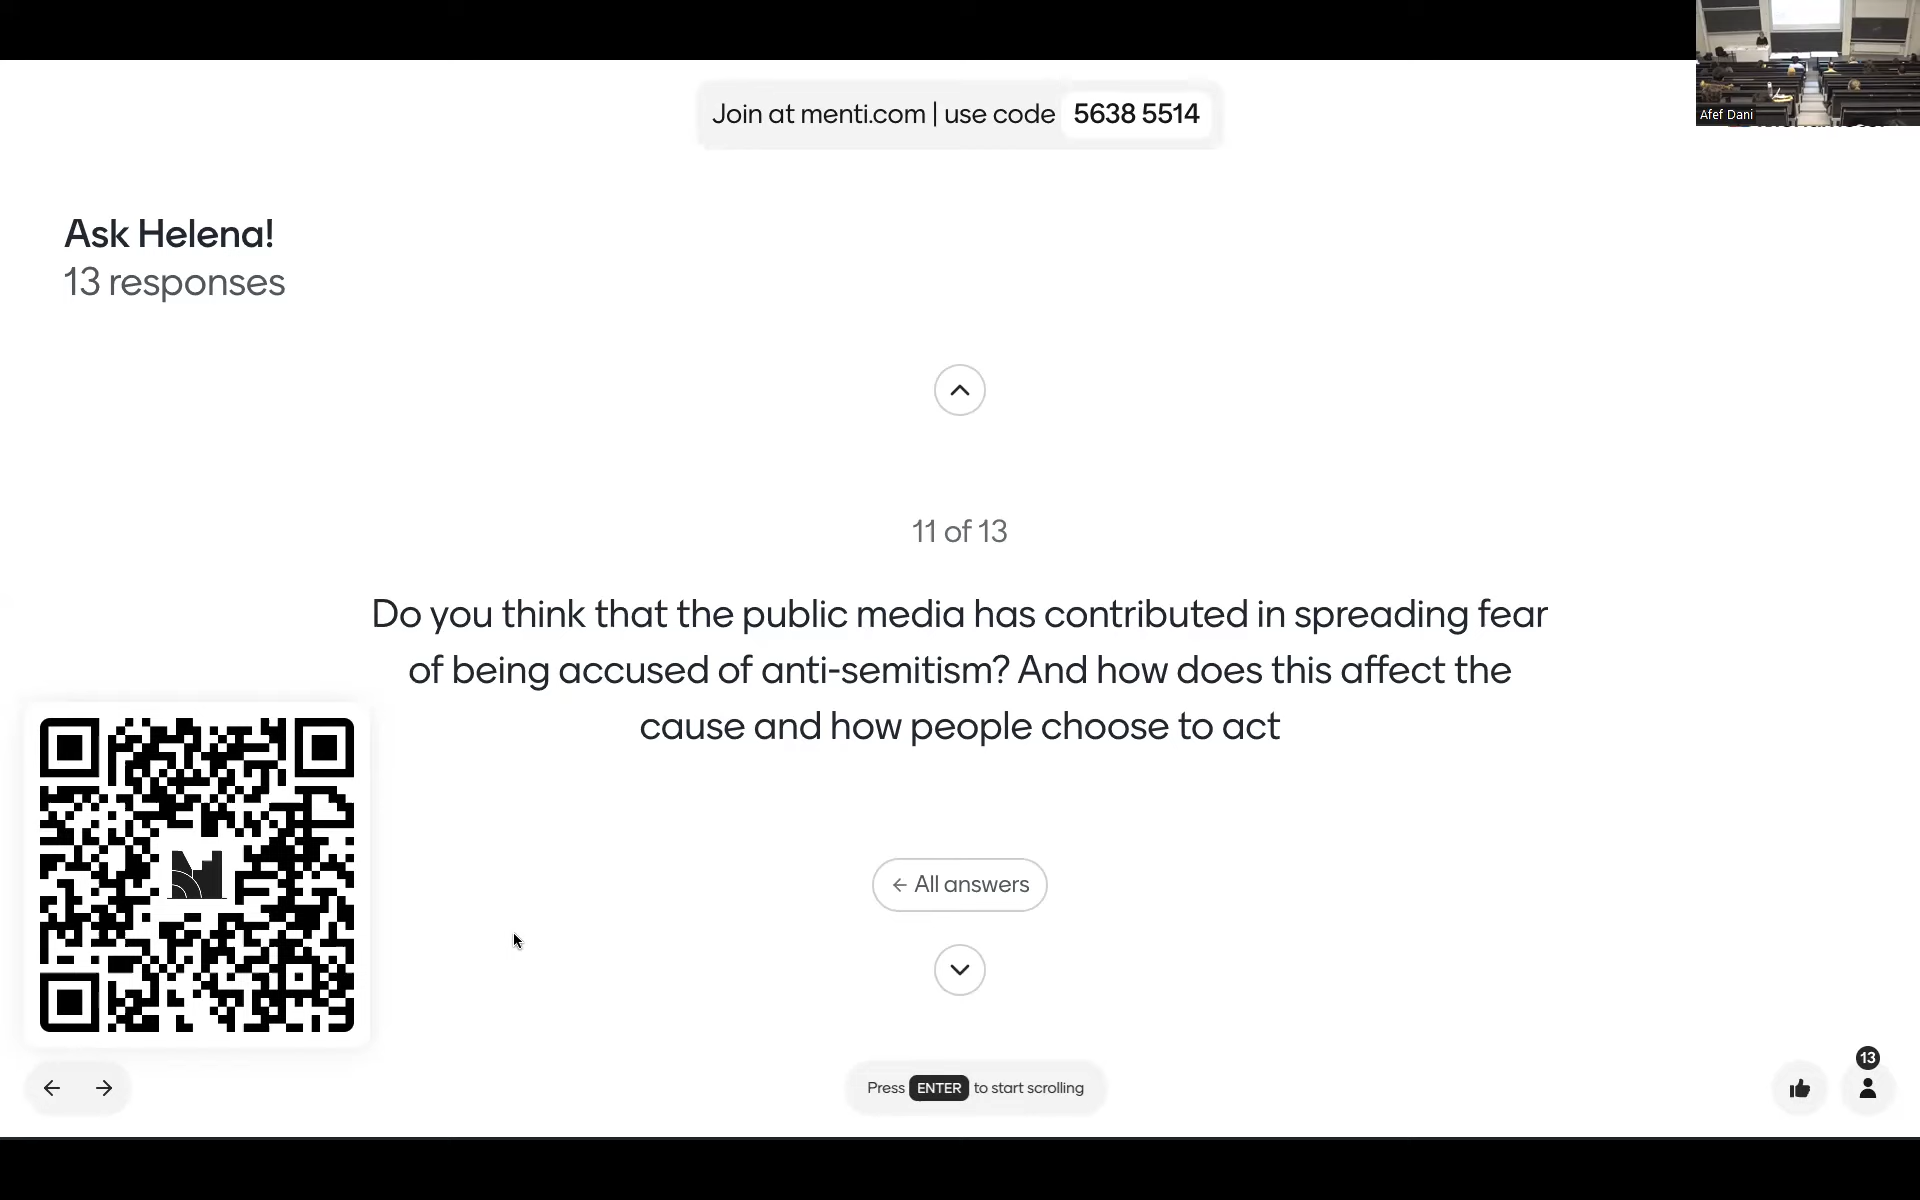 Join at menti.com | use code 5638 5514
Afef Dani
Ask Helena!
13 responses
11 of 13
Do you think that the public media has contributed in spreading fear
of being accused of anti-semitism? And how does this affect the
cause and how people choose to act
← All answers
Press ENTER to start scrolling
13